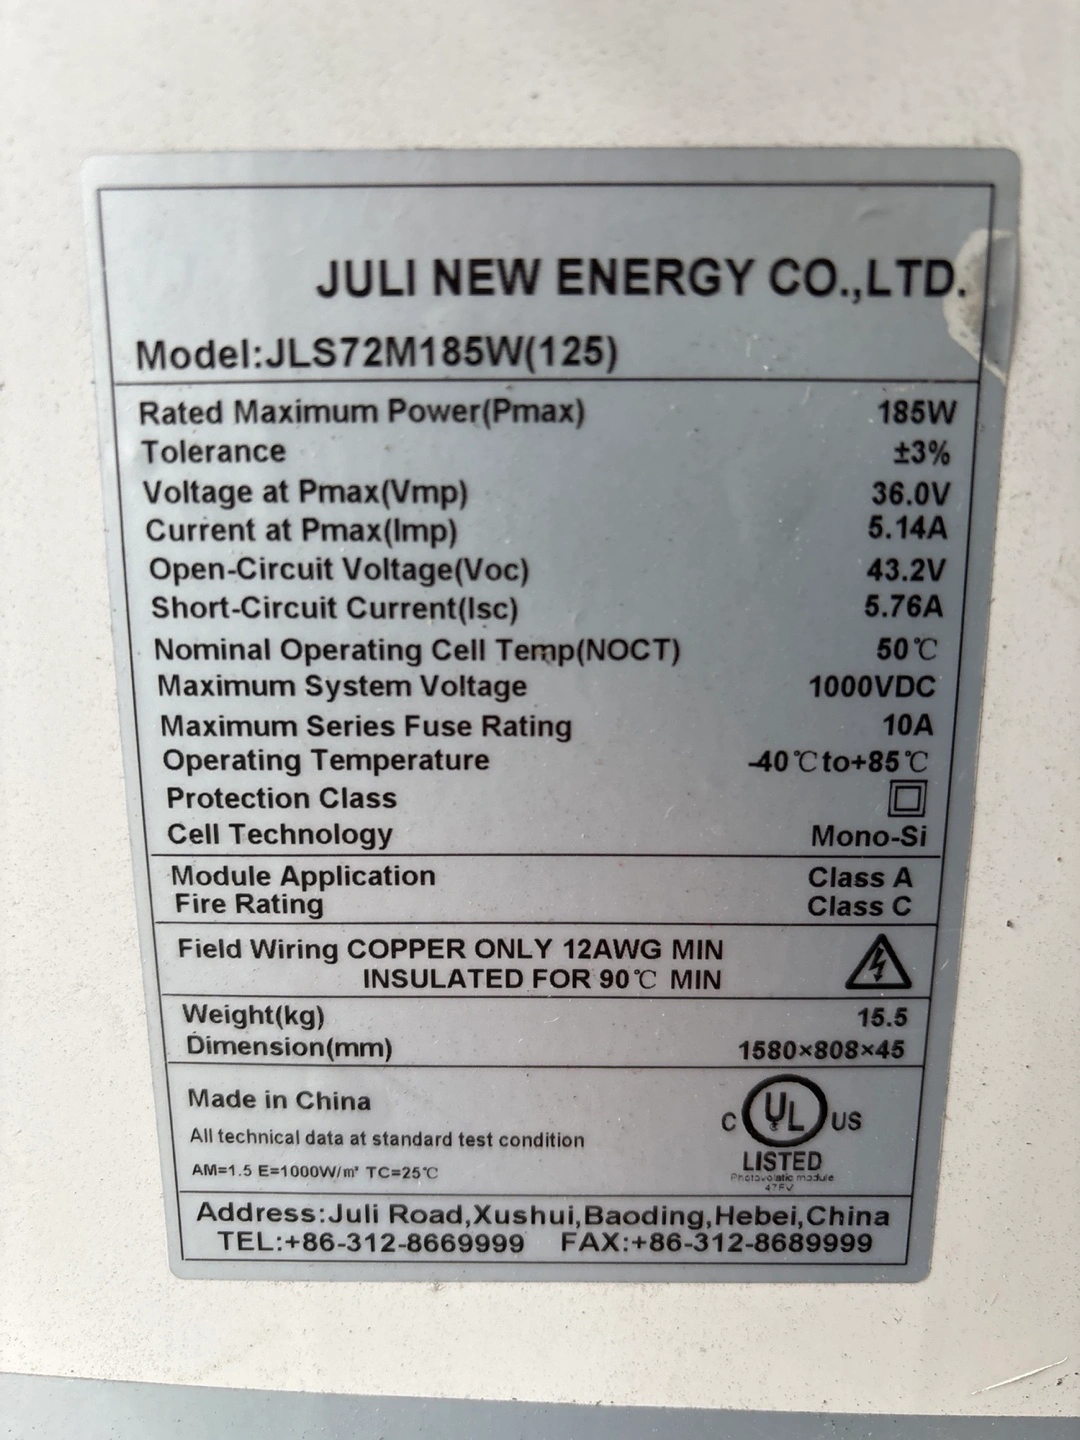 JULI NEW ENERGY CO.,LTD.
Model:JLS72M185W(125)
Rated Maximum Power(Pmax) 185W
Tolerance ±3%
Voltage at Pmax(Vmp) 36.0V
Current at Pmax(Imp) 5.14A
Open-Circuit Voltage(Voc) 43.2V
Short-Circuit Current(Isc) 5.76A
Nominal Operating Cell Temp(NOCT) 50℃
Maximum System Voltage 1000VDC
Maximum Series Fuse Rating 10A
Operating Temperature -40℃to+85℃
Protection Class
Cell Technology Mono-Si
Module Application Class A
Fire Rating Class C
Field Wiring COPPER ONLY 12AWG MIN
INSULATED FOR 90℃ MIN
Weight(kg) 15.5
Dimension(mm) 1580×808×45
Made in China
All technical data at standard test condition
AM=1.5 E=1000W/m² TC=25℃
C UL US
LISTED
Photovolatic module
Address:Juli Road,Xushui,Baoding,Hebei,China
TEL:+86-312-8669999 FAX:+86-312-8689999